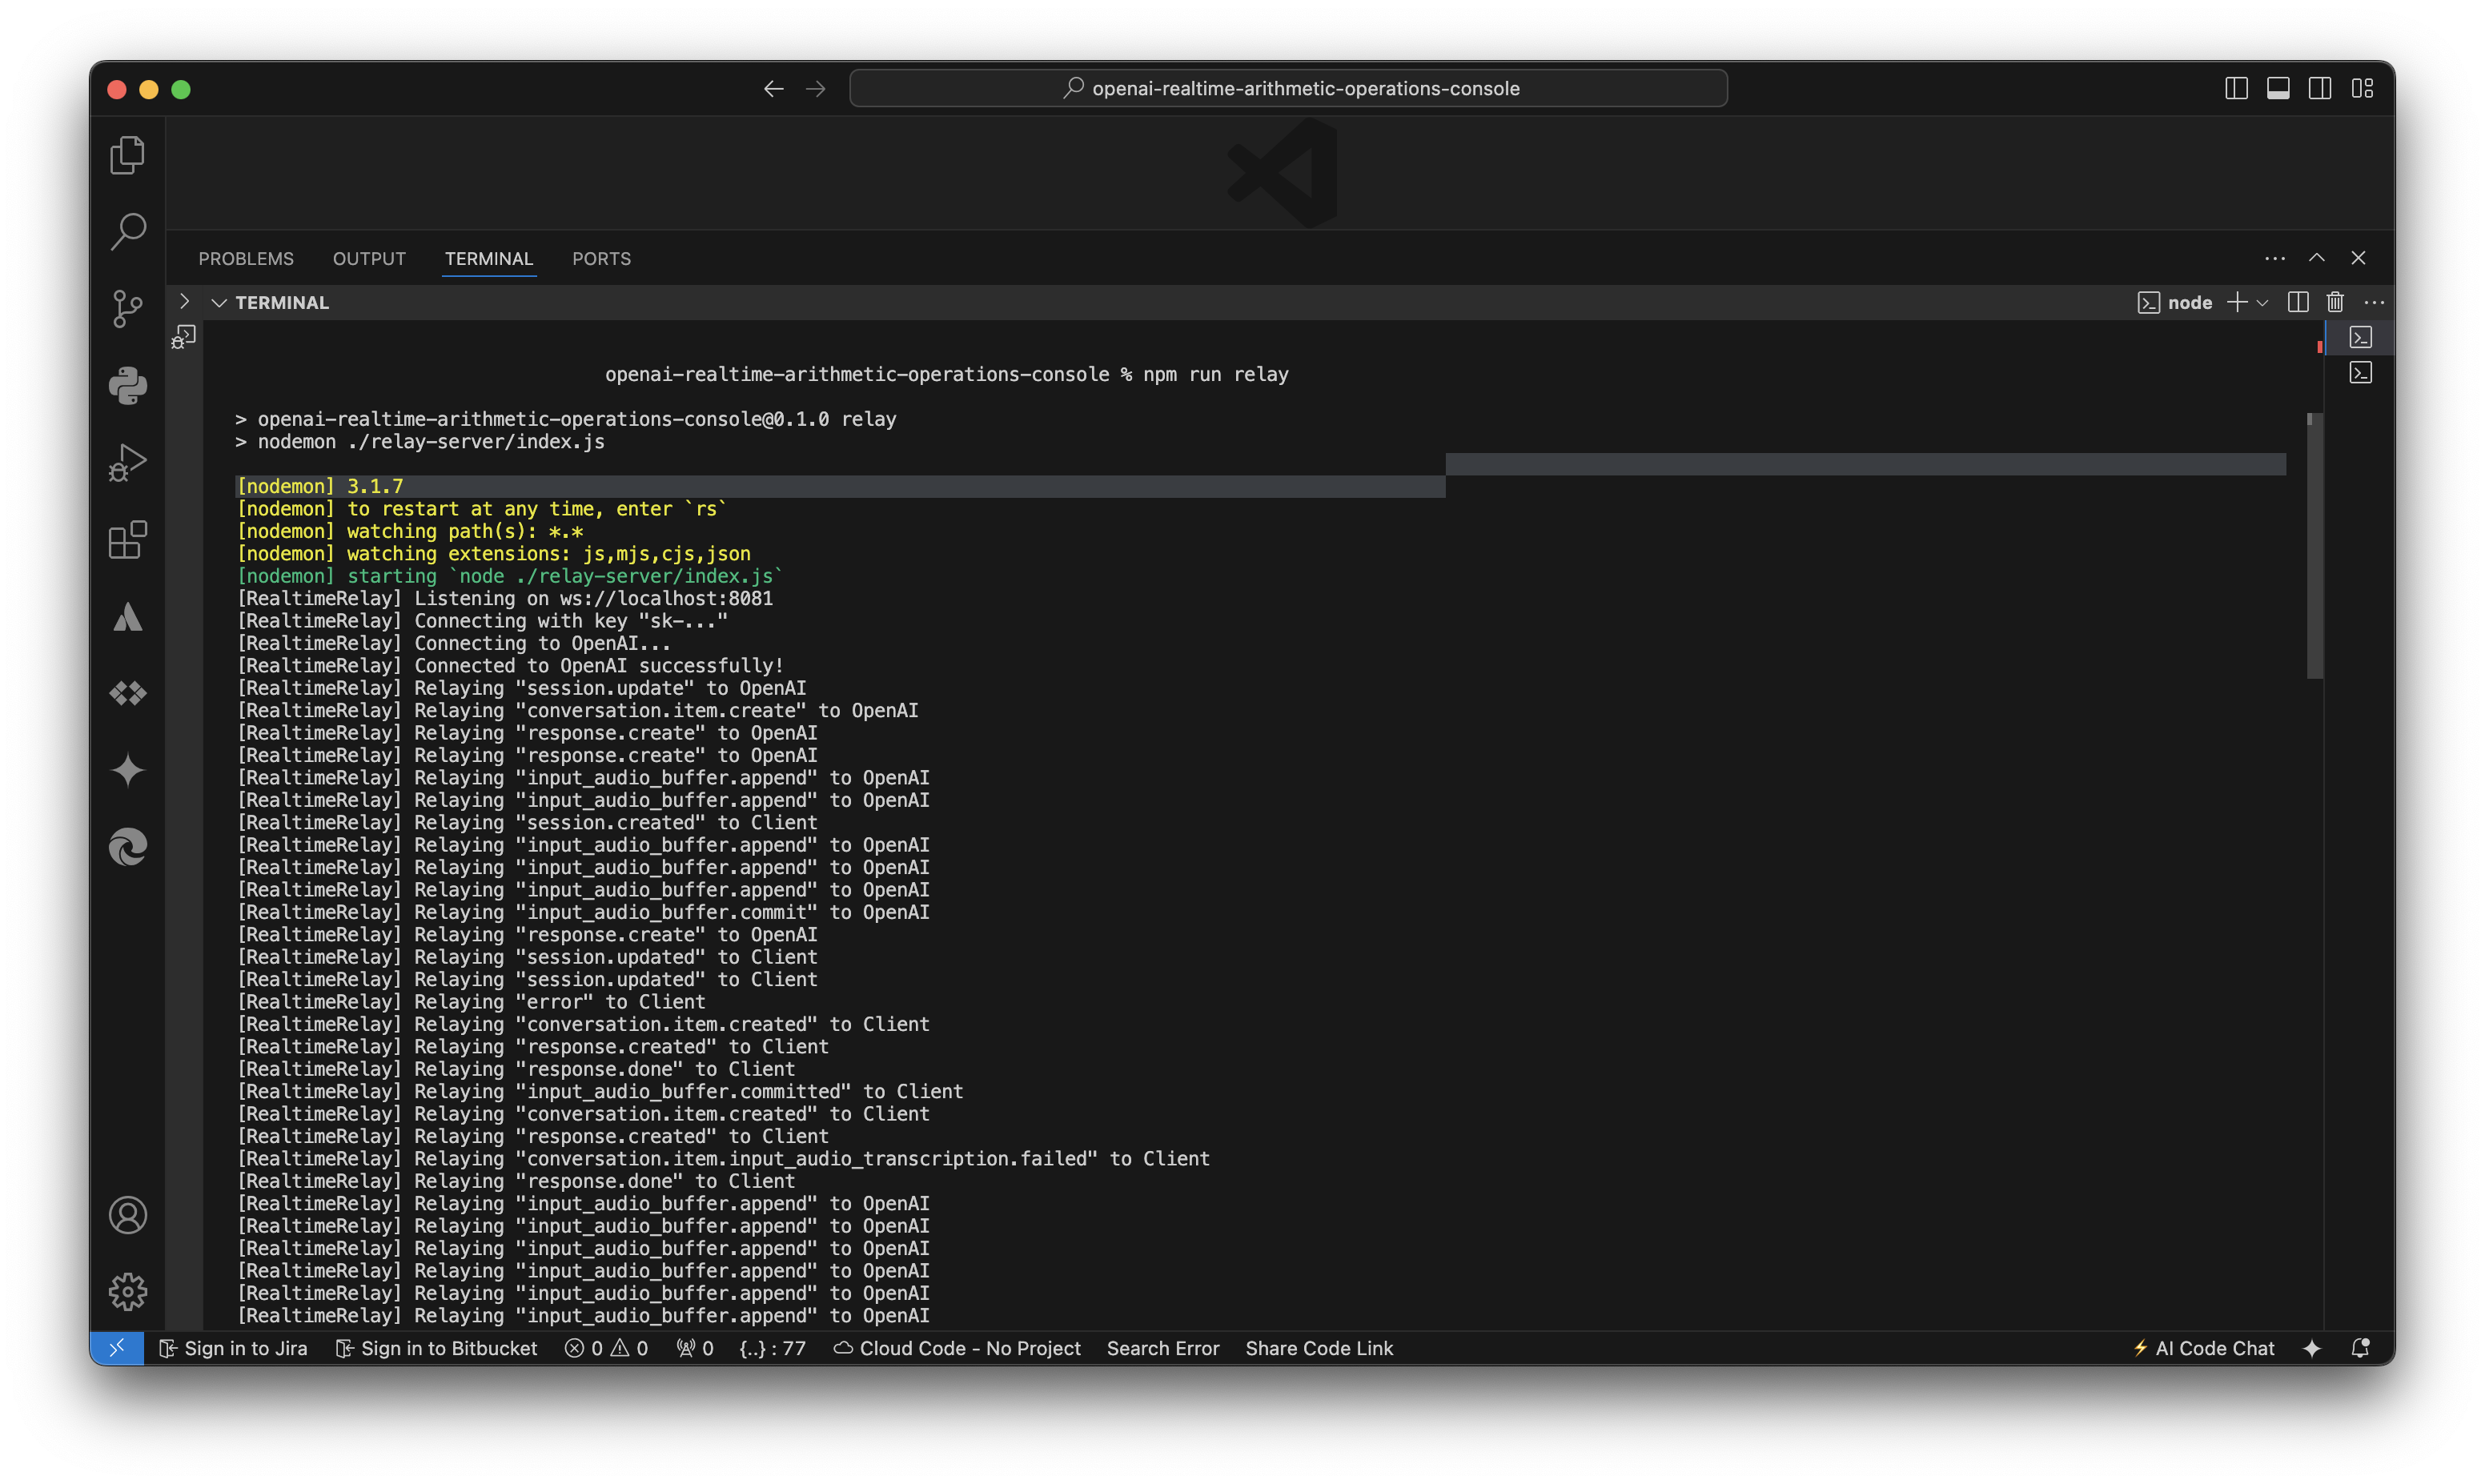 openai-realtime-arithmetic-operations-console
PROBLEMS OUTPUT TERMINAL PORTS
TERMINAL
node
openai-realtime-arithmetic-operations-console % npm run relay
> openai-realtime-arithmetic-operations-console@0.1.0 relay
> nodemon ./relay-server/index.js
[nodemon] 3.1.7
[nodemon] to restart at any time, enter `rs`
[nodemon] watching path(s): *.*
[nodemon] watching extensions: js,mjs,cjs,json
[nodemon] starting `node ./relay-server/index.js`
[RealtimeRelay] Listening on ws://localhost:8081
[RealtimeRelay] Connecting with key "sk-..."
[RealtimeRelay] Connecting to OpenAI...
[RealtimeRelay] Connected to OpenAI successfully!
[RealtimeRelay] Relaying "session.update" to OpenAI
[RealtimeRelay] Relaying "conversation.item.create" to OpenAI
[RealtimeRelay] Relaying "response.create" to OpenAI
[RealtimeRelay] Relaying "response.create" to OpenAI
[RealtimeRelay] Relaying "input_audio_buffer.append" to OpenAI
[RealtimeRelay] Relaying "input_audio_buffer.append" to OpenAI
[RealtimeRelay] Relaying "session.created" to Client
[RealtimeRelay] Relaying "input_audio_buffer.append" to OpenAI
[RealtimeRelay] Relaying "input_audio_buffer.append" to OpenAI
[RealtimeRelay] Relaying "input_audio_buffer.append" to OpenAI
[RealtimeRelay] Relaying "input_audio_buffer.commit" to OpenAI
[RealtimeRelay] Relaying "response.create" to OpenAI
[RealtimeRelay] Relaying "session.updated" to Client
[RealtimeRelay] Relaying "session.updated" to Client
[RealtimeRelay] Relaying "error" to Client
[RealtimeRelay] Relaying "conversation.item.created" to Client
[RealtimeRelay] Relaying "response.created" to Client
[RealtimeRelay] Relaying "response.done" to Client
[RealtimeRelay] Relaying "input_audio_buffer.committed" to Client
[RealtimeRelay] Relaying "conversation.item.created" to Client
[RealtimeRelay] Relaying "response.created" to Client
[RealtimeRelay] Relaying "conversation.item.input_audio_transcription.failed" to Client
[RealtimeRelay] Relaying "response.done" to Client
[RealtimeRelay] Relaying "input_audio_buffer.append" to OpenAI
[RealtimeRelay] Relaying "input_audio_buffer.append" to OpenAI
[RealtimeRelay] Relaying "input_audio_buffer.append" to OpenAI
[RealtimeRelay] Relaying "input_audio_buffer.append" to OpenAI
[RealtimeRelay] Relaying "input_audio_buffer.append" to OpenAI
[RealtimeRelay] Relaying "input_audio_buffer.append" to OpenAI
Sign in to Jira Sign in to Bitbucket 0 0 0 {..} : 77 Cloud Code - No Project Search Error Share Code Link AI Code Chat